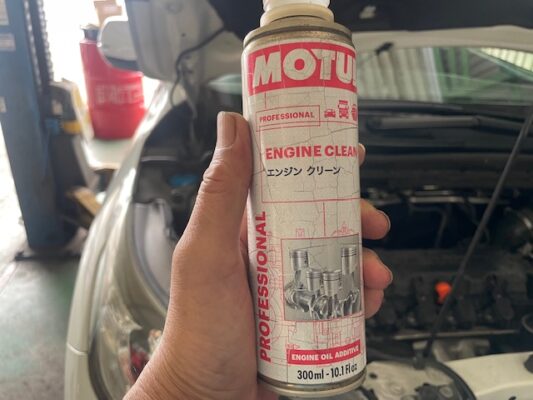 MOTUL
PROFESSIONAL
ENGINE CLEAN
エンジン クリーン
PROFESSIONAL
ENGINE OIL ADDITIVE
300ml - 10.1 Fl oz